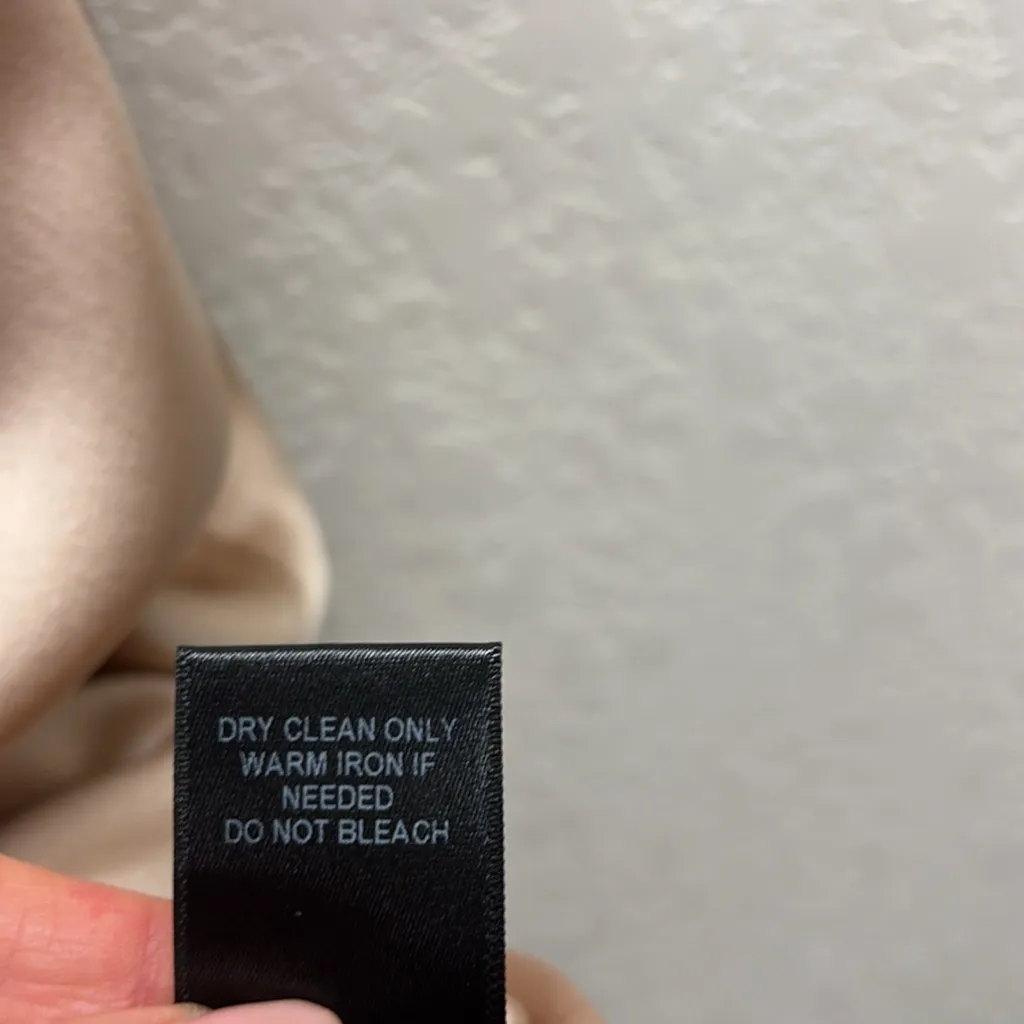 DRY CLEAN ONLY
WARM IRON IF
NEEDED
DO NOT BLEACH